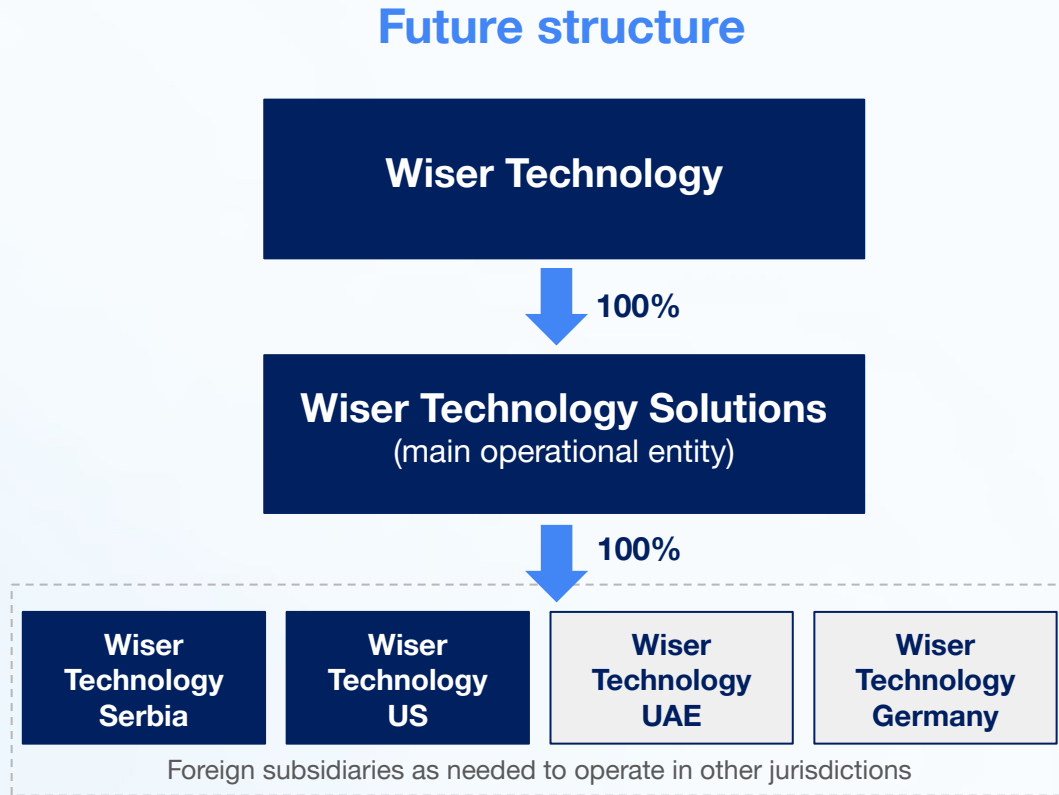 Future structure
Wiser Technology
100%
Wiser Technology Solutions
(main operational entity)
100%
Wiser
Technology
Serbia
Wiser
Technology
US
Wiser
Technology
UAE
Wiser
Technology
Germany
Foreign subsidiaries as needed to operate in other jurisdictions